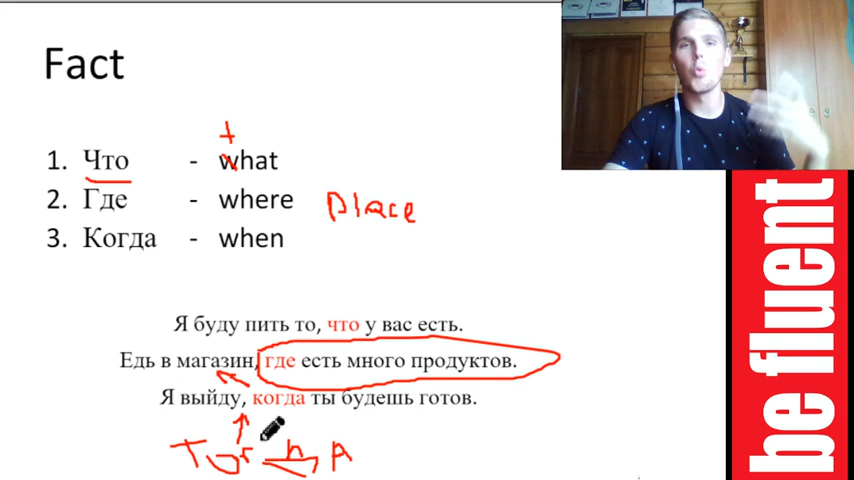 Fact
t
1. Что - what
2. Где - where place
3. Когда - when
Я буду пить то, что у вас есть.
Едь в магазин, где есть много продуктов.
Я выйду, когда ты будешь готов.
be fluent